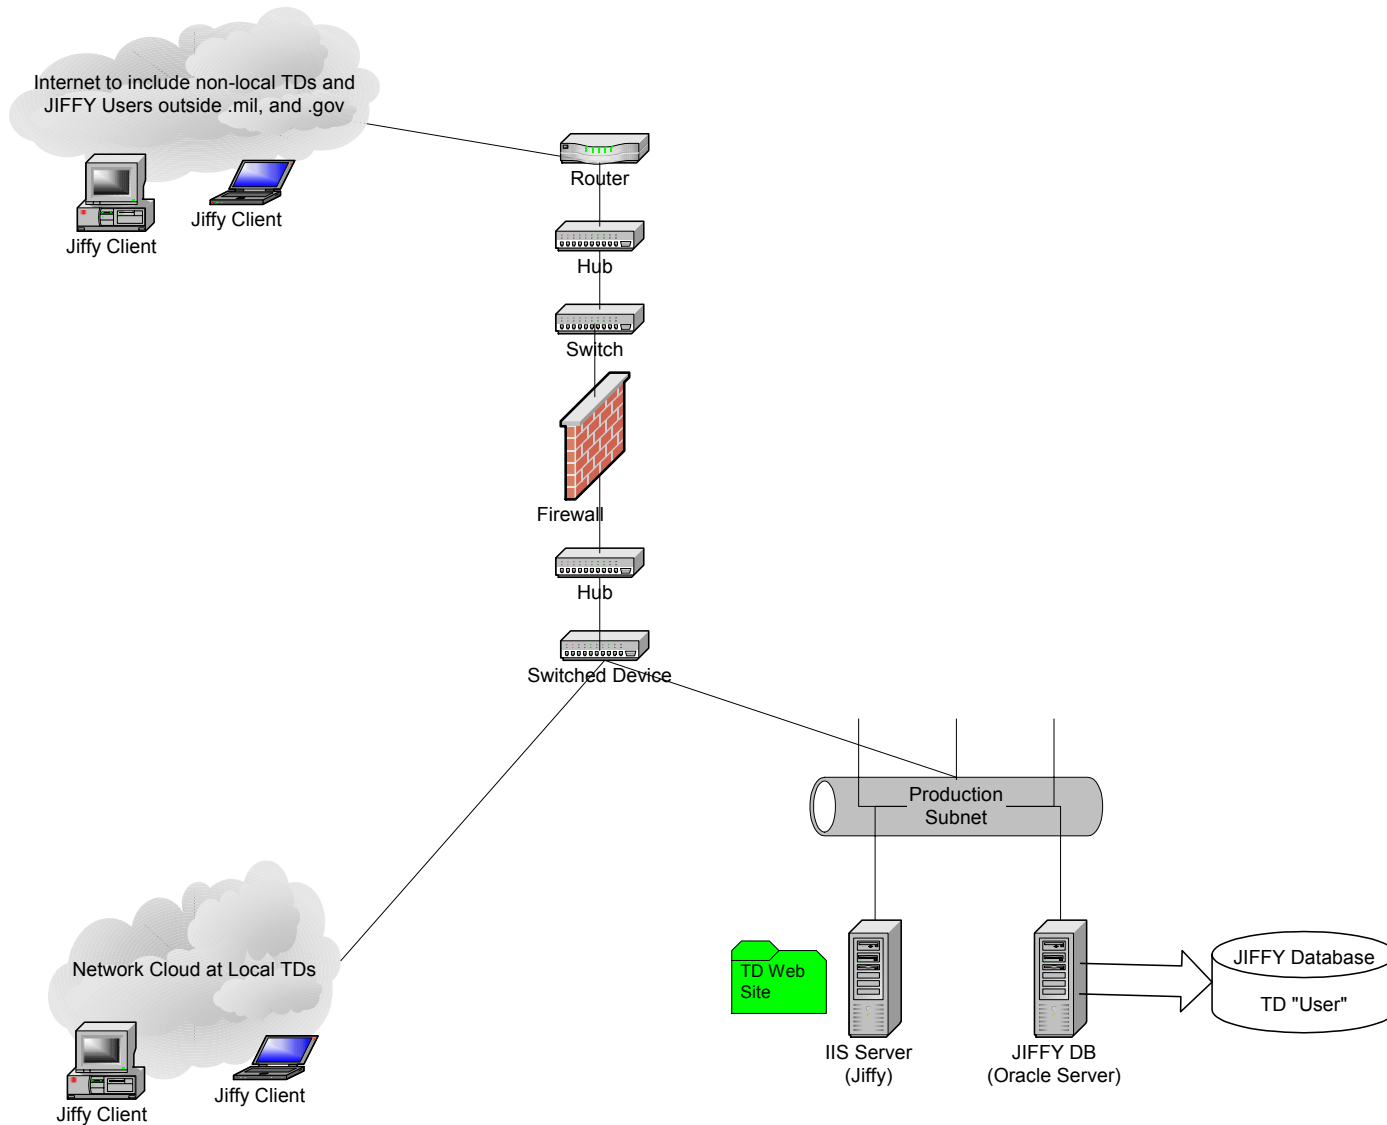 Internet to include non-local TDs and
JIFFY Users outside .mil, and .gov
Jiffy Client
Jiffy Client
Router
Hub
Switch
Firewall
Hub
Switched Device
Production
Subnet
Network Cloud at Local TDs
Jiffy Client
Jiffy Client
TD Web
Site
IIS Server
(Jiffy)
JIFFY DB
(Oracle Server)
JIFFY Database
TD "User"